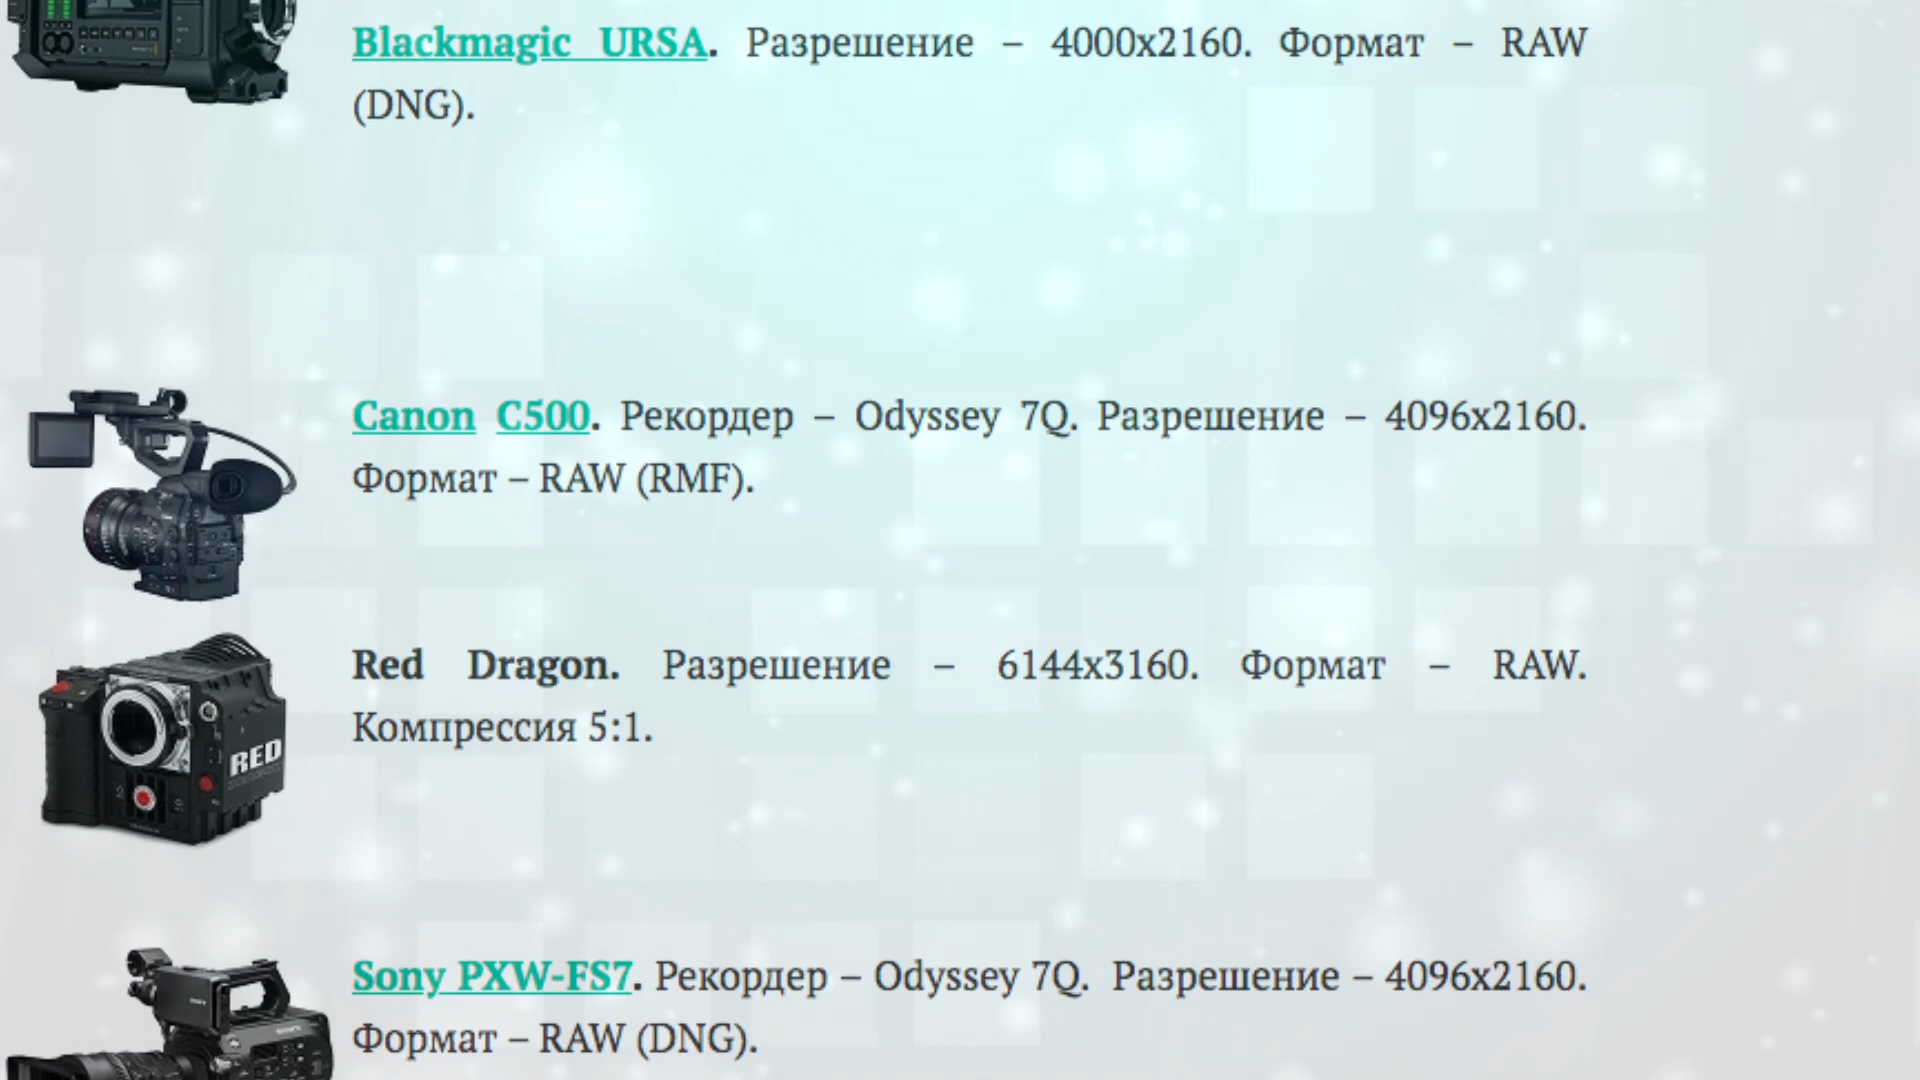 Blackmagic URSA. Разрешение – 4000x2160. Формат – RAW
(DNG).
Canon C500. Рекордер – Odyssey 7Q. Разрешение – 4096x2160.
Формат – RAW (RMF).
Red Dragon. Разрешение – 6144x3160. Формат – RAW.
Компрессия 5:1.
RED
Sony PXW-FS7. Рекордер – Odyssey 7Q. Разрешение – 4096x2160.
Формат – RAW (DNG).